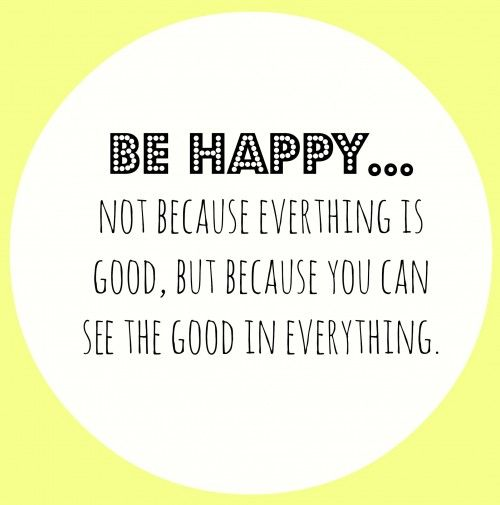 BE HAPPY...
NOT BECAUSE EVERTHING IS
GOOD, BUT BECAUSE YOU CAN
SEE THE GOOD IN EVERYTHING.